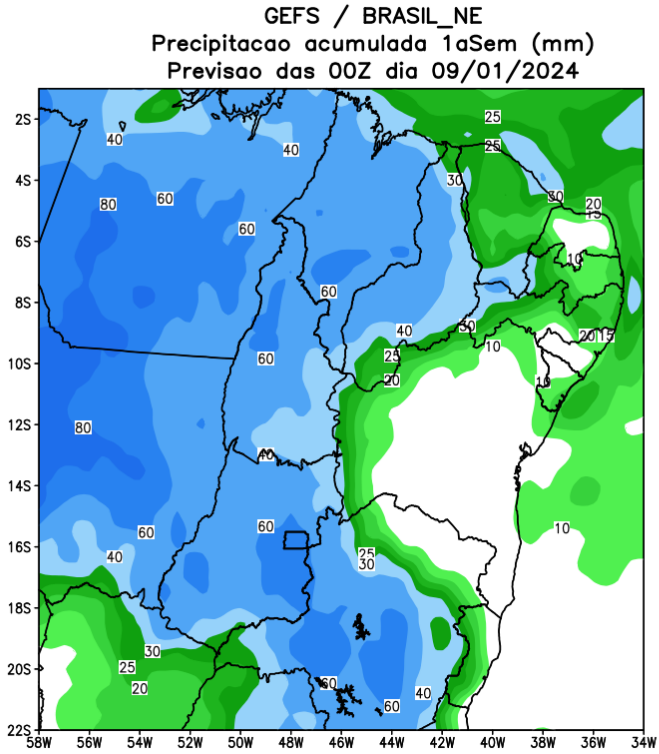 GEFS / BRASIL_NE
Precipitacao acumulada 1aSem (mm)
Previsao das 00Z dia 09/01/2024
25
2S
40 40 25
4S 30
80 60 30 20
15
60
6S
10
60
8S
40 30
20 15
60 25 10
10S
20 10
12S
80
40
14S
60 60 10
16S
40 25
30
18S
30
25
20S
20 60 40
60
22S
58W 56W 54W 52W 50W 48W 46W 44W 42W 40W 38W 36W 34W